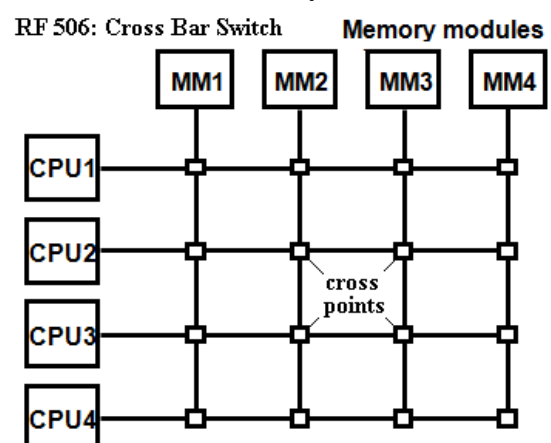 RF 506: Cross Bar Switch
Memory modules
MM1 MM2 MM3 MM4
CPU1
CPU2
cross
points
CPU3
CPU4